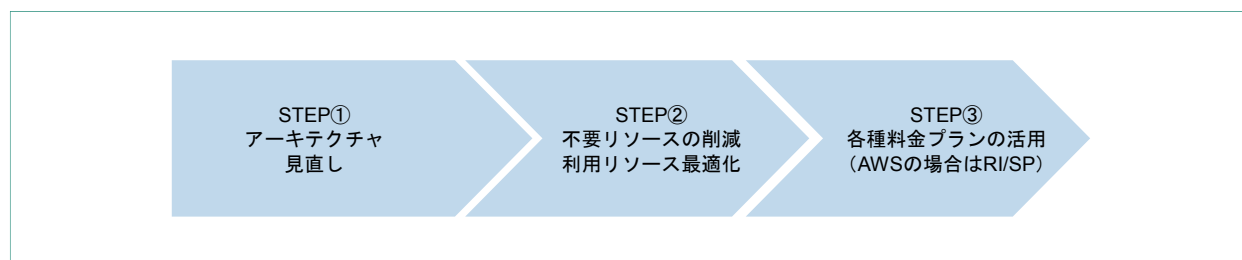 STEP①
アーキテクチャ
見直し
STEP②
不要リソースの削減
利用リソース最適化
STEP③
各種料金プランの活用
（AWSの場合はRI/SP）